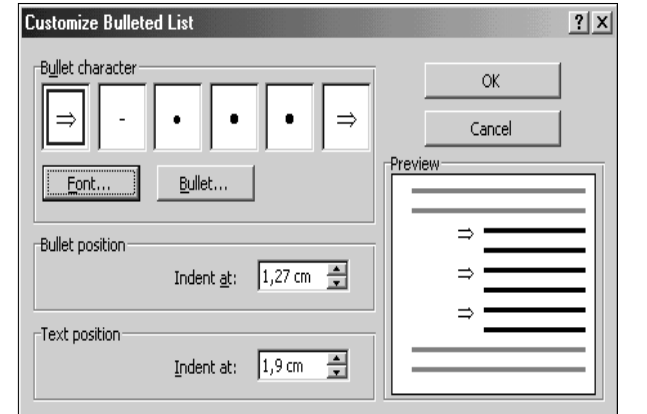 Customize Bulleted List
Bullet character
⇒ - • • • ⇒
Font... Bullet...
Bullet position
Indent at: 1,27 cm
Text position
Indent at: 1,9 cm
OK
Cancel
Preview
⇒
⇒
⇒